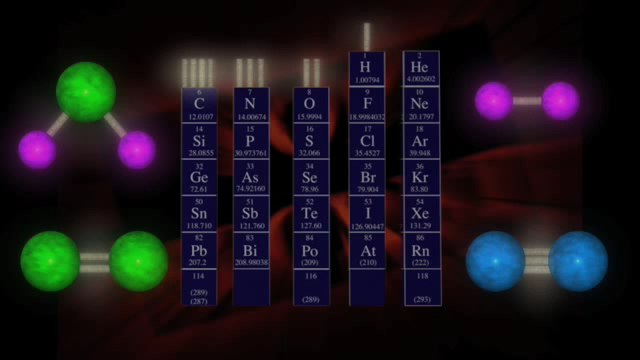 1
H
1.00794
2
He
4.002602
6
C
12.0107
7
N
14.00674
8
O
15.9994
9
F
18.9984032
10
Ne
20.1797
14
Si
28.0855
15
P
30.973761
16
S
32.066
17
Cl
35.4527
18
Ar
39.948
32
Ge
72.61
33
As
74.92160
34
Se
78.96
35
Br
79.904
36
Kr
83.80
50
Sn
118.710
51
Sb
121.760
52
Te
127.60
53
I
126.90447
54
Xe
131.29
82
Pb
207.2
83
Bi
208.98038
84
Po
(209)
85
At
(210)
86
Rn
(222)
114
(289)
(287)
116
(289)
118
(293)